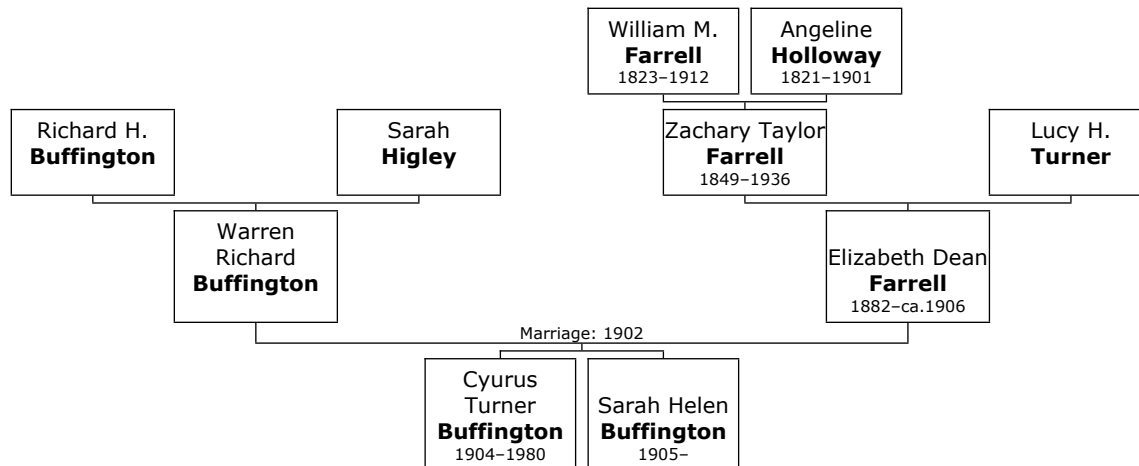 William M.
Farrell
1823–1912
Angeline
Holloway
1821–1901
Richard H.
Buffington
Sarah
Higley
Zachary Taylor
Farrell
1849–1936
Lucy H.
Turner
Warren
Richard
Buffington
Elizabeth Dean
Farrell
1882–ca.1906
Marriage: 1902
Cyurus
Turner
Buffington
1904–1980
Sarah Helen
Buffington
1905–